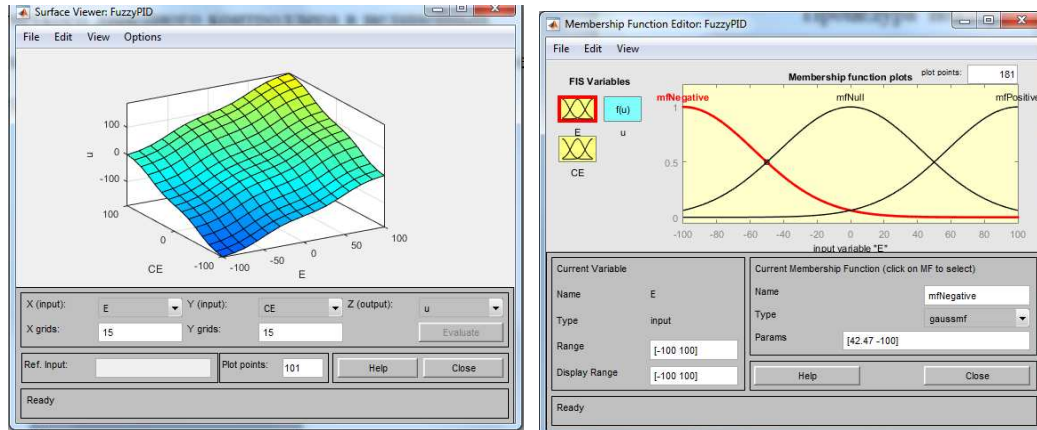 Surface Viewer: FuzzyPID
File Edit View Options
100
0
-100
u
100
0
-100
CE
-100
-50
0
50
100
E
X (input): E Y (input): CE Z (output): u
X grids: 15 Y grids: 15 Evaluate
Ref. Input: Plot points: 101 Help Close
Ready
Membership Function Editor: FuzzyPID
File Edit View
FIS Variables
E
f(u)
u
CE
Membership function plots plot points: 181
mfNegative mfNull mfPositive
1
0.5
0
-100 -80 -60 -40 -20 0 20 40 60 80 100
input variable "E"
Current Variable
Name E
Type input
Range [-100 100]
Display Range [-100 100]
Current Membership Function (click on MF to select)
Name mfNegative
Type gaussmf
Params [42.47 -100]
Help Close
Ready